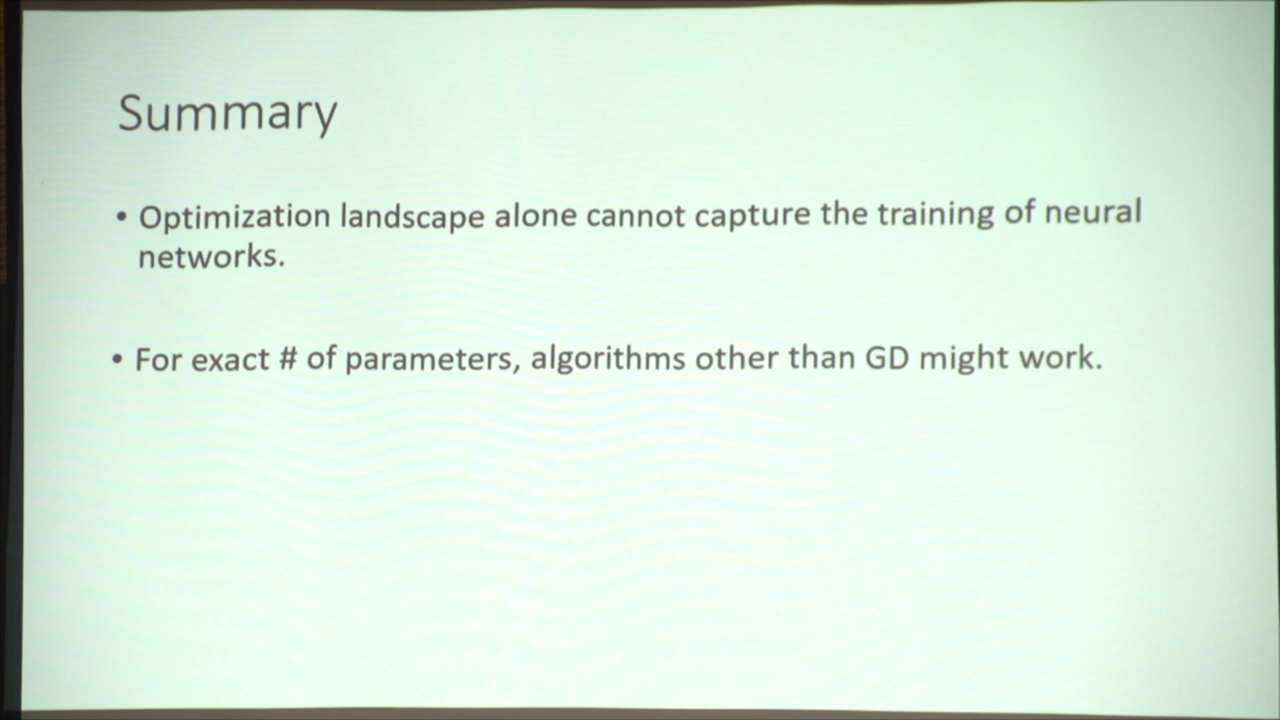 Summary
• Optimization landscape alone cannot capture the training of neural
networks.
• For exact # of parameters, algorithms other than GD might work.